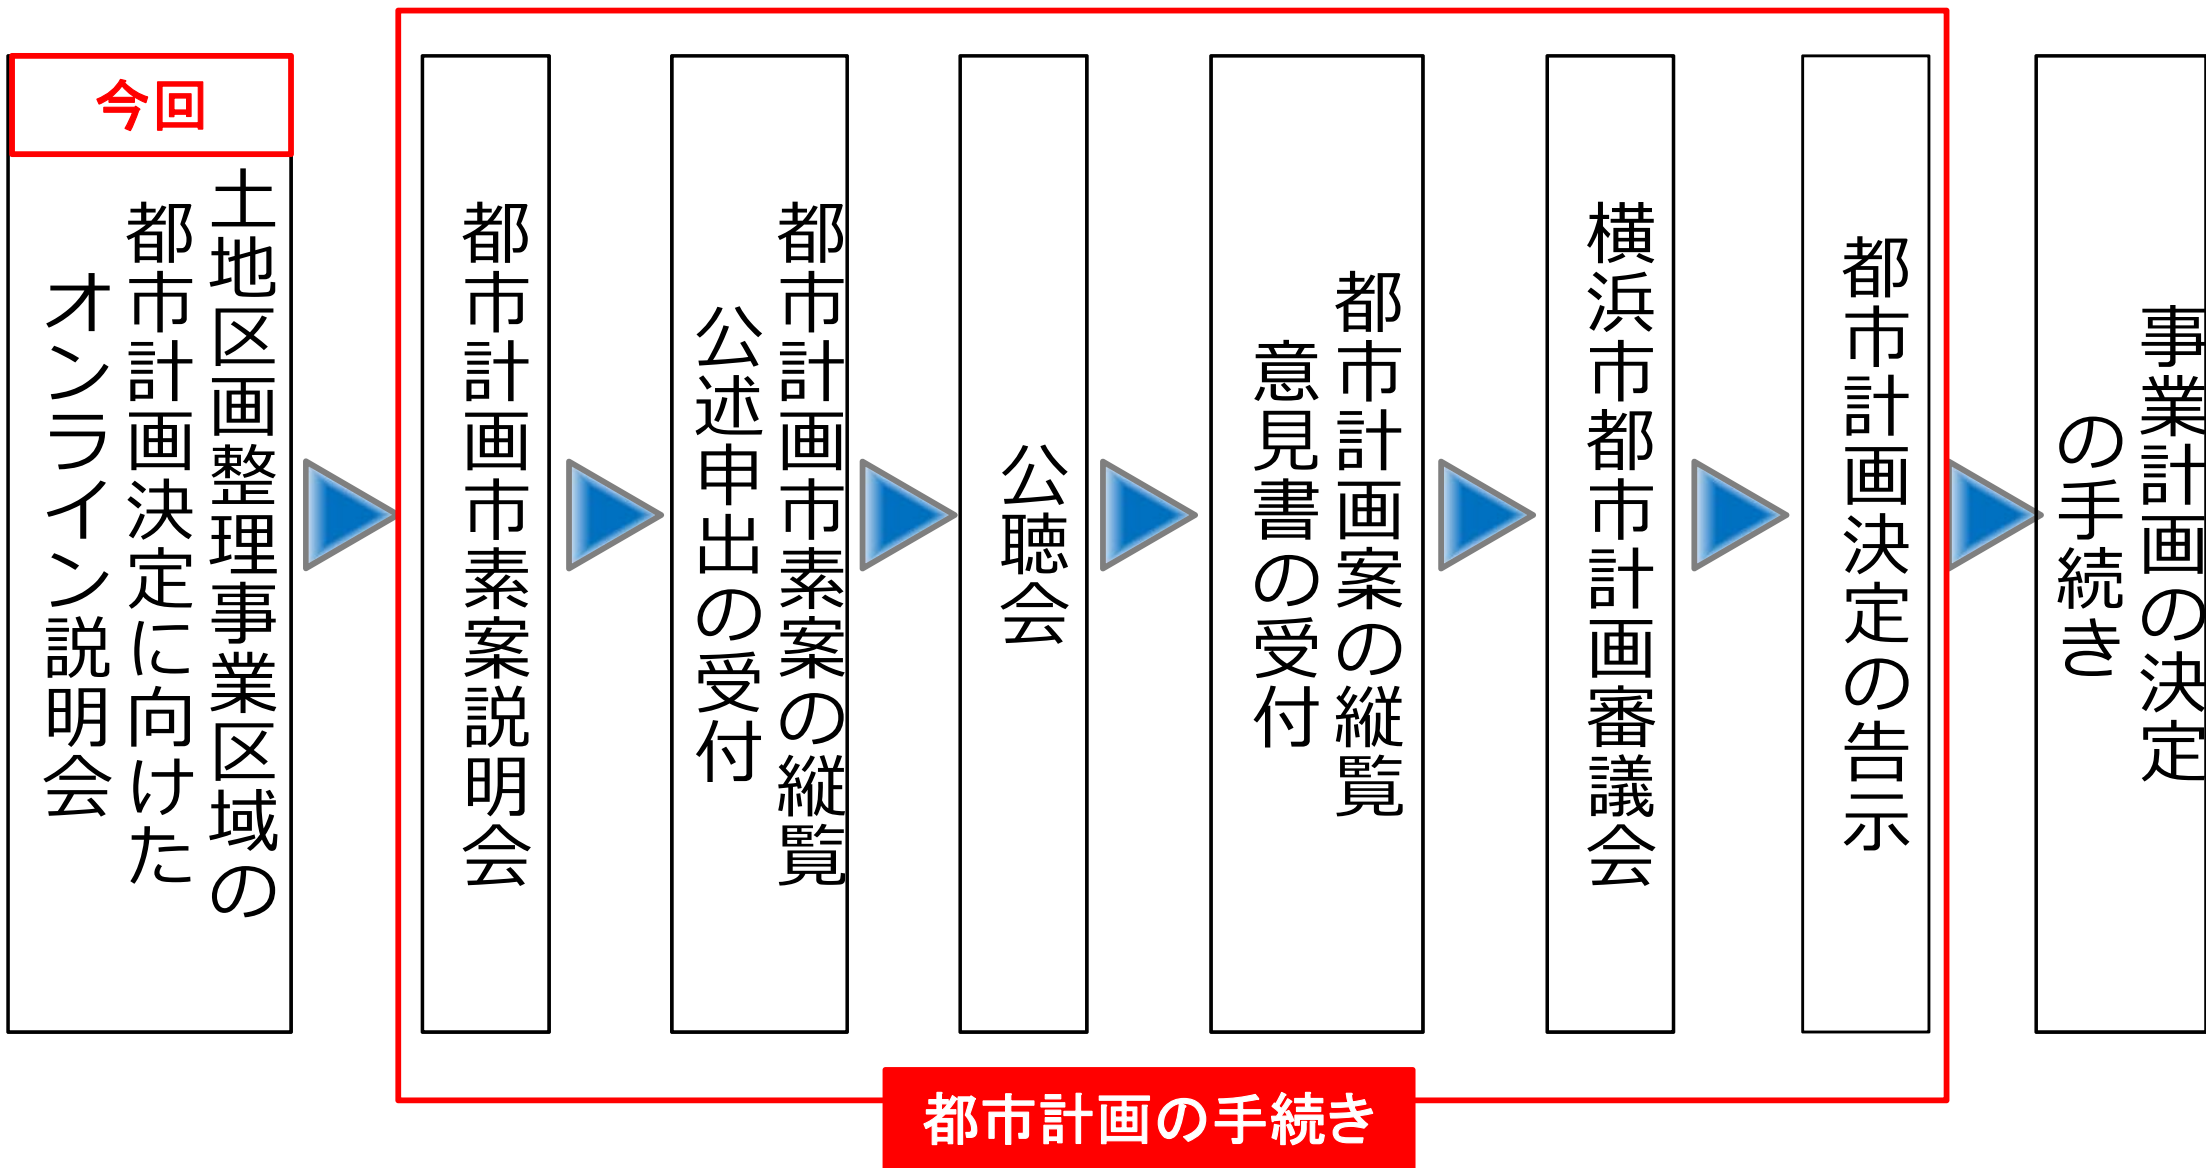 今回
土地区画整理事業区域の
都市計画決定に向けた
オンライン説明会
都市計画市素案説明会
都市計画市素案の縦覧
公述申出の受付
公聴会
都市計画案の縦覧
意見書の受付
横浜市都市計画審議会
都市計画決定の告示
事業計画の決定
の手続き
都市計画の手続き